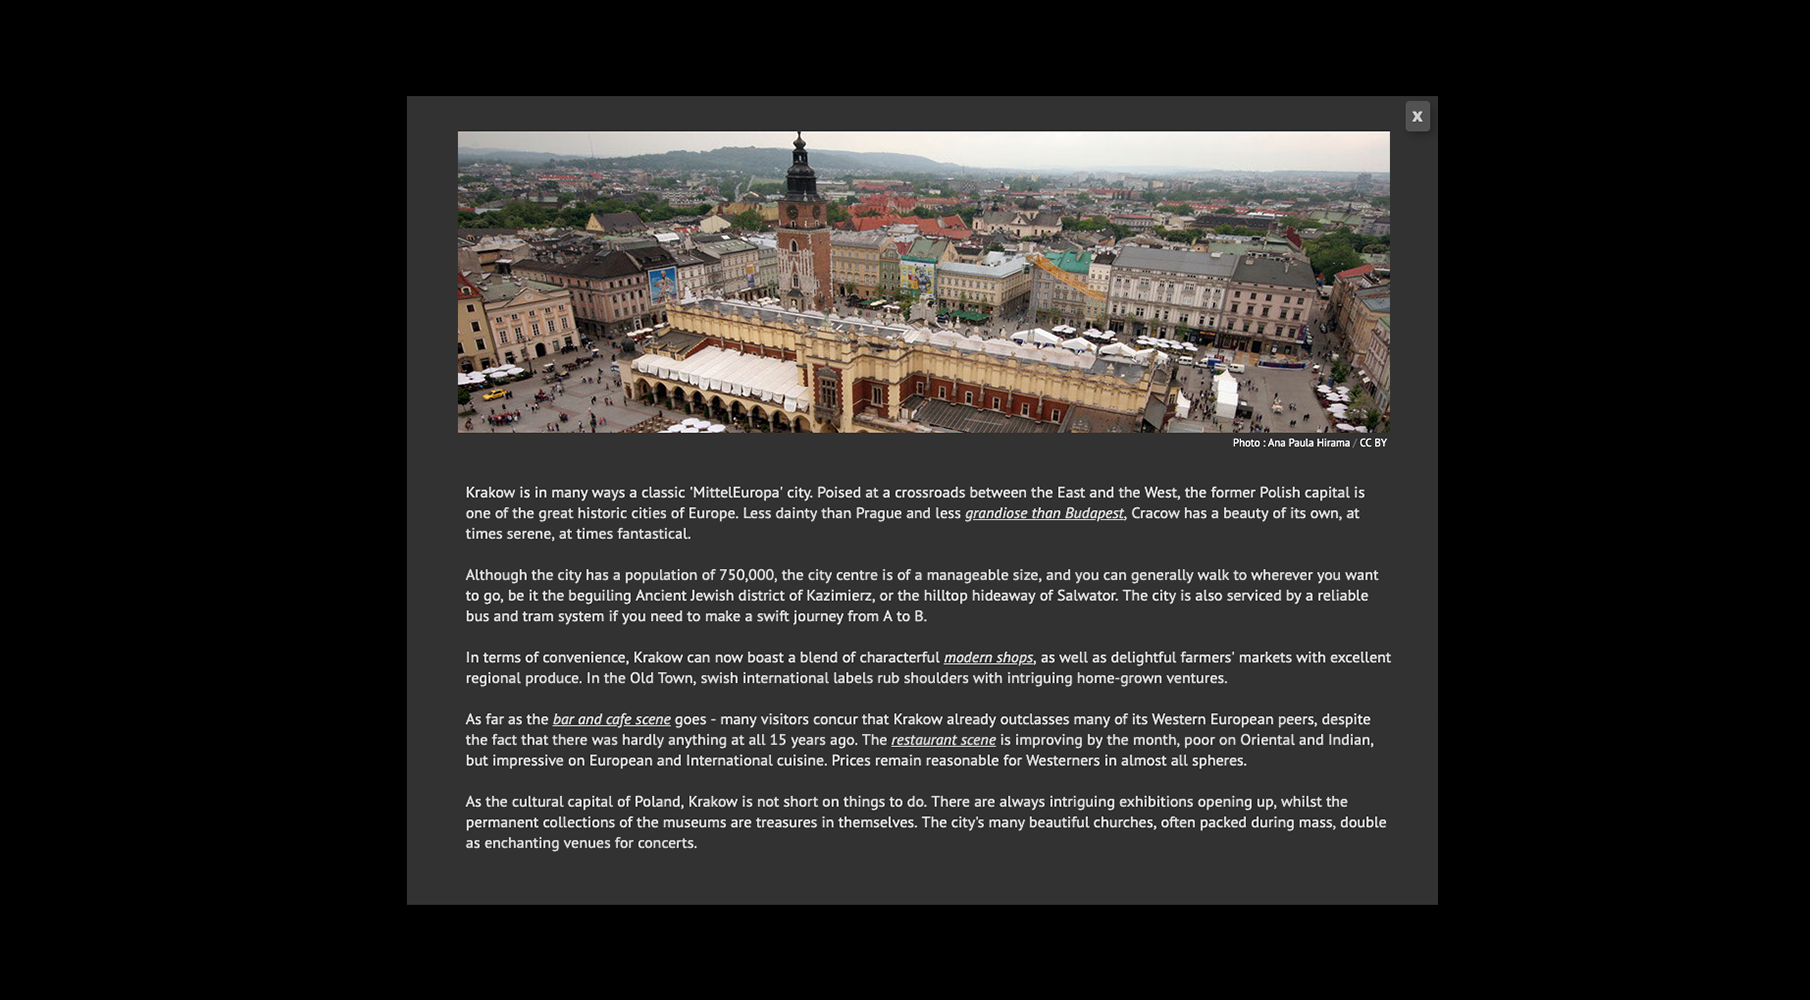 X
Photo : Ana Paula Hirama / CC BY
Krakow is in many ways a classic 'MittelEuropa' city. Poised at a crossroads between the East and the West, the former Polish capital is
one of the great historic cities of Europe. Less dainty than Prague and less grandiose than Budapest, Cracow has a beauty of its own, at
times serene, at times fantastical.
Although the city has a population of 750,000, the city centre is of a manageable size, and you can generally walk to wherever you want
to go, be it the beguiling Ancient Jewish district of Kazimierz, or the hilltop hideaway of Salwator. The city is also serviced by a reliable
bus and tram system if you need to make a swift journey from A to B.
In terms of convenience, Krakow can now boast a blend of characterful modern shops, as well as delightful farmers' markets with excellent
regional produce. In the Old Town, swish international labels rub shoulders with intriguing home-grown ventures.
As far as the bar and cafe scene goes - many visitors concur that Krakow already outclasses many of its Western European peers, despite
the fact that there was hardly anything at all 15 years ago. The restaurant scene is improving by the month, poor on Oriental and Indian,
but impressive on European and International cuisine. Prices remain reasonable for Westerners in almost all spheres.
As the cultural capital of Poland, Krakow is not short on things to do. There are always intriguing exhibitions opening up, whilst the
permanent collections of the museums are treasures in themselves. The city's many beautiful churches, often packed during mass, double
as enchanting venues for concerts.